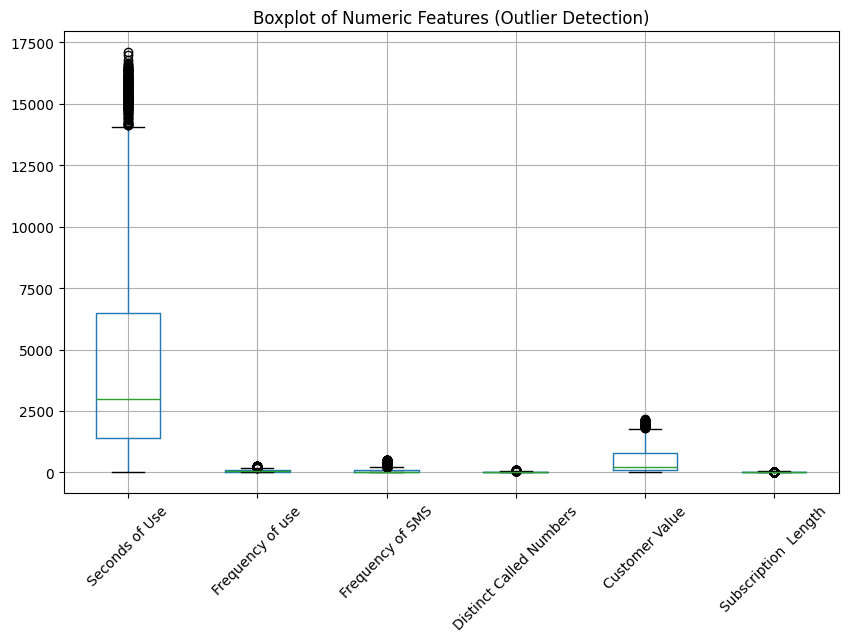 Boxplot of Numeric Features (Outlier Detection)
17500
15000
12500
10000
7500
5000
2500
0
Seconds of Use
Frequency of use
Frequency of SMS
Distinct Called Numbers
Customer Value
Subscription  Length